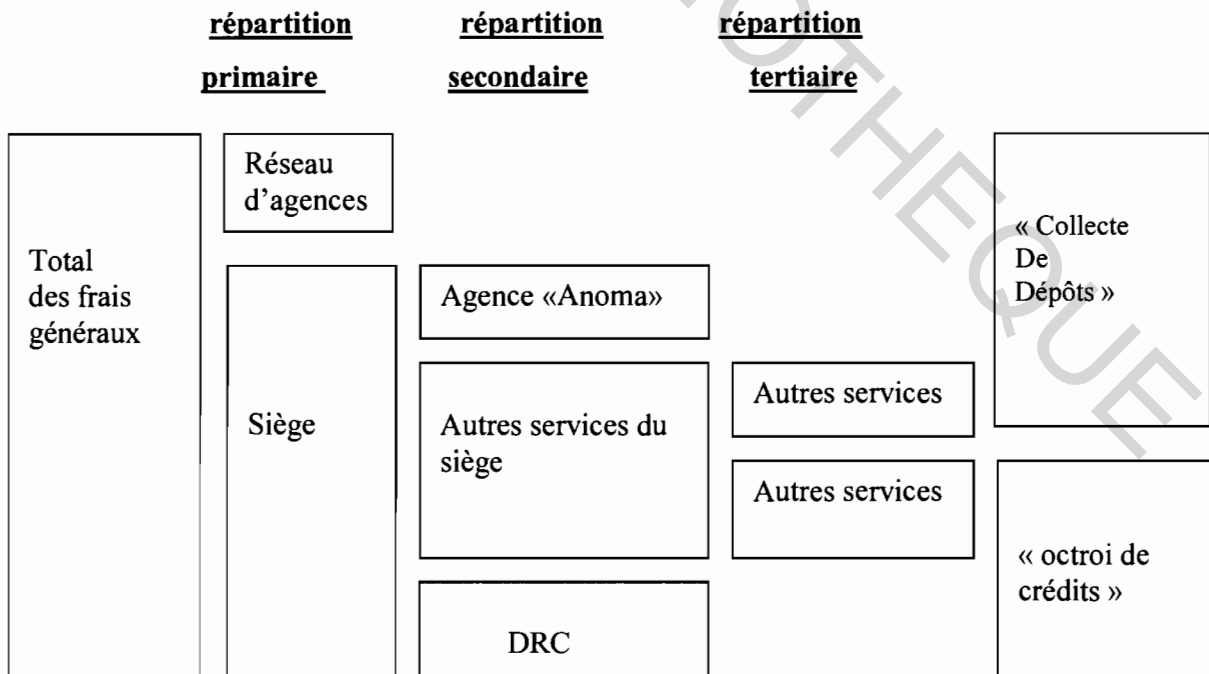 répartition répartition répartition
primaire secondaire tertiaire
Réseau
d'agences
Total
des frais
généraux
Siège
Agence «Anoma»
Autres services du
siège
DRC
Autres services
Autres services
« Collecte
De
Dépôts »
« octroi de
crédits »
OTHEQUE